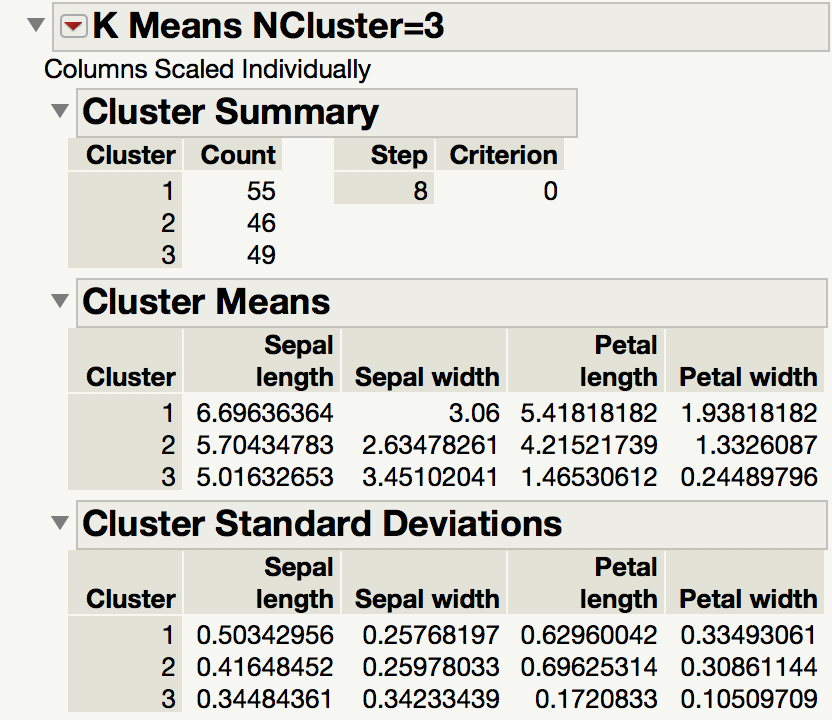 K Means NCluster=3
Columns Scaled Individually
Cluster Summary
Cluster Count Step Criterion
1 55 8 0
2 46
3 49
Cluster Means
Sepal Petal
Cluster length Sepal width length Petal width
1 6.69636364 3.06 5.41818182 1.93818182
2 5.70434783 2.63478261 4.21521739 1.3326087
3 5.01632653 3.45102041 1.46530612 0.24489796
Cluster Standard Deviations
Sepal Petal
Cluster length Sepal width length Petal width
1 0.50342956 0.25768197 0.62960042 0.33493061
2 0.41648452 0.25978033 0.69625314 0.30861144
3 0.34484361 0.34233439 0.1720833 0.10509709